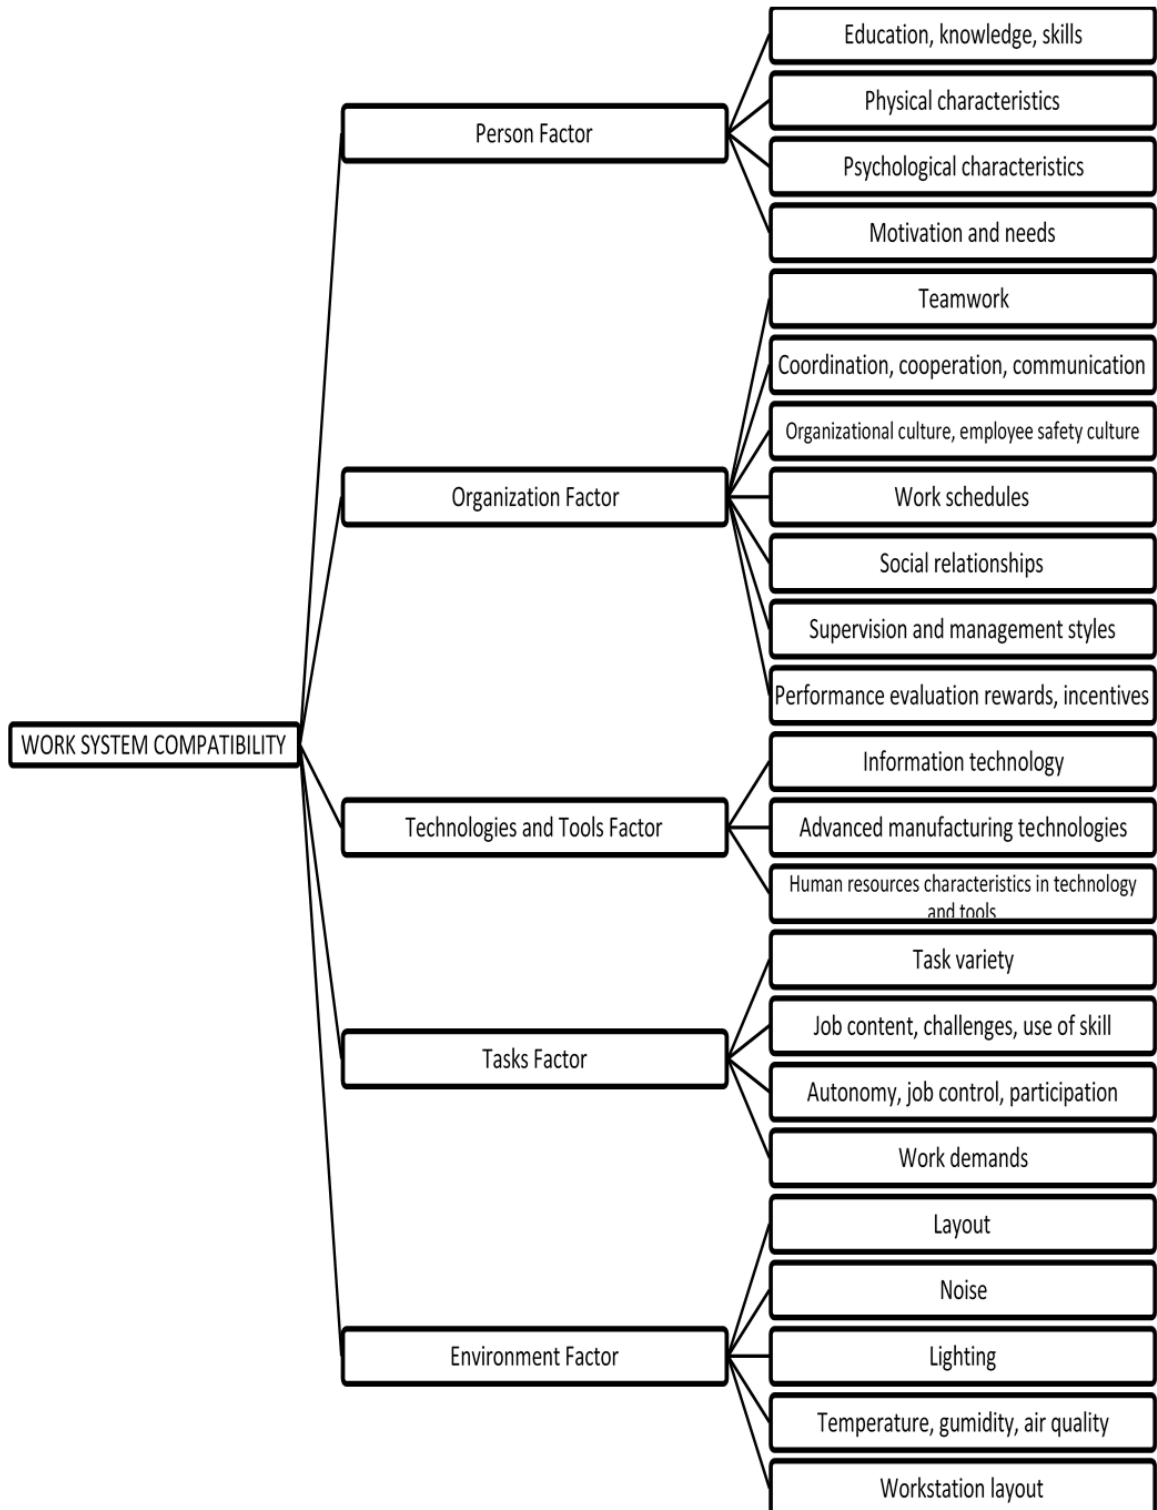 WORK SYSTEM COMPATIBILITY
Person Factor
Education, knowledge, skills
Physical characteristics
Psychological characteristics
Motivation and needs
Organization Factor
Teamwork
Coordination, cooperation, communication
Organizational culture, employee safety culture
Work schedules
Social relationships
Supervision and management styles
Performance evaluation rewards, incentives
Technologies and Tools Factor
Information technology
Advanced manufacturing technologies
Human resources characteristics in technology
and tools
Tasks Factor
Task variety
Job content, challenges, use of skill
Autonomy, job control, participation
Work demands
Environment Factor
Layout
Noise
Lighting
Temperature, gumidity, air quality
Workstation layout